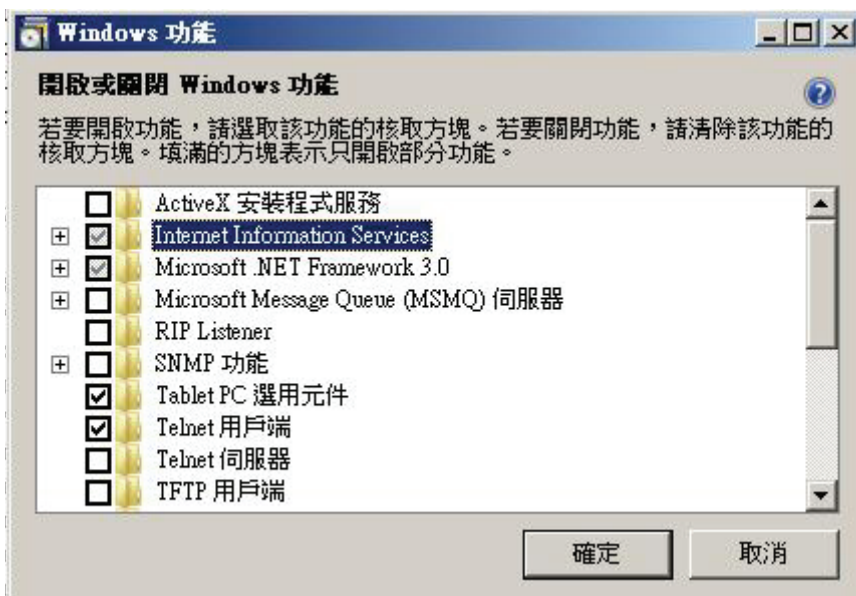 Windows 功能
開啟或關閉 Windows 功能
若要開啟功能，請選取該功能的核取方塊。若要關閉功能，請清除該功能的
核取方塊。填滿的方塊表示只開啟部分功能。
ActiveX 安裝程式服務
Internet Information Services
Microsoft .NET Framework 3.0
Microsoft Message Queue (MSMQ) 伺服器
RIP Listener
SNMP 功能
Tablet PC 選用元件
Telnet 用戶端
Telnet 伺服器
TFTP 用戶端
確定
取消